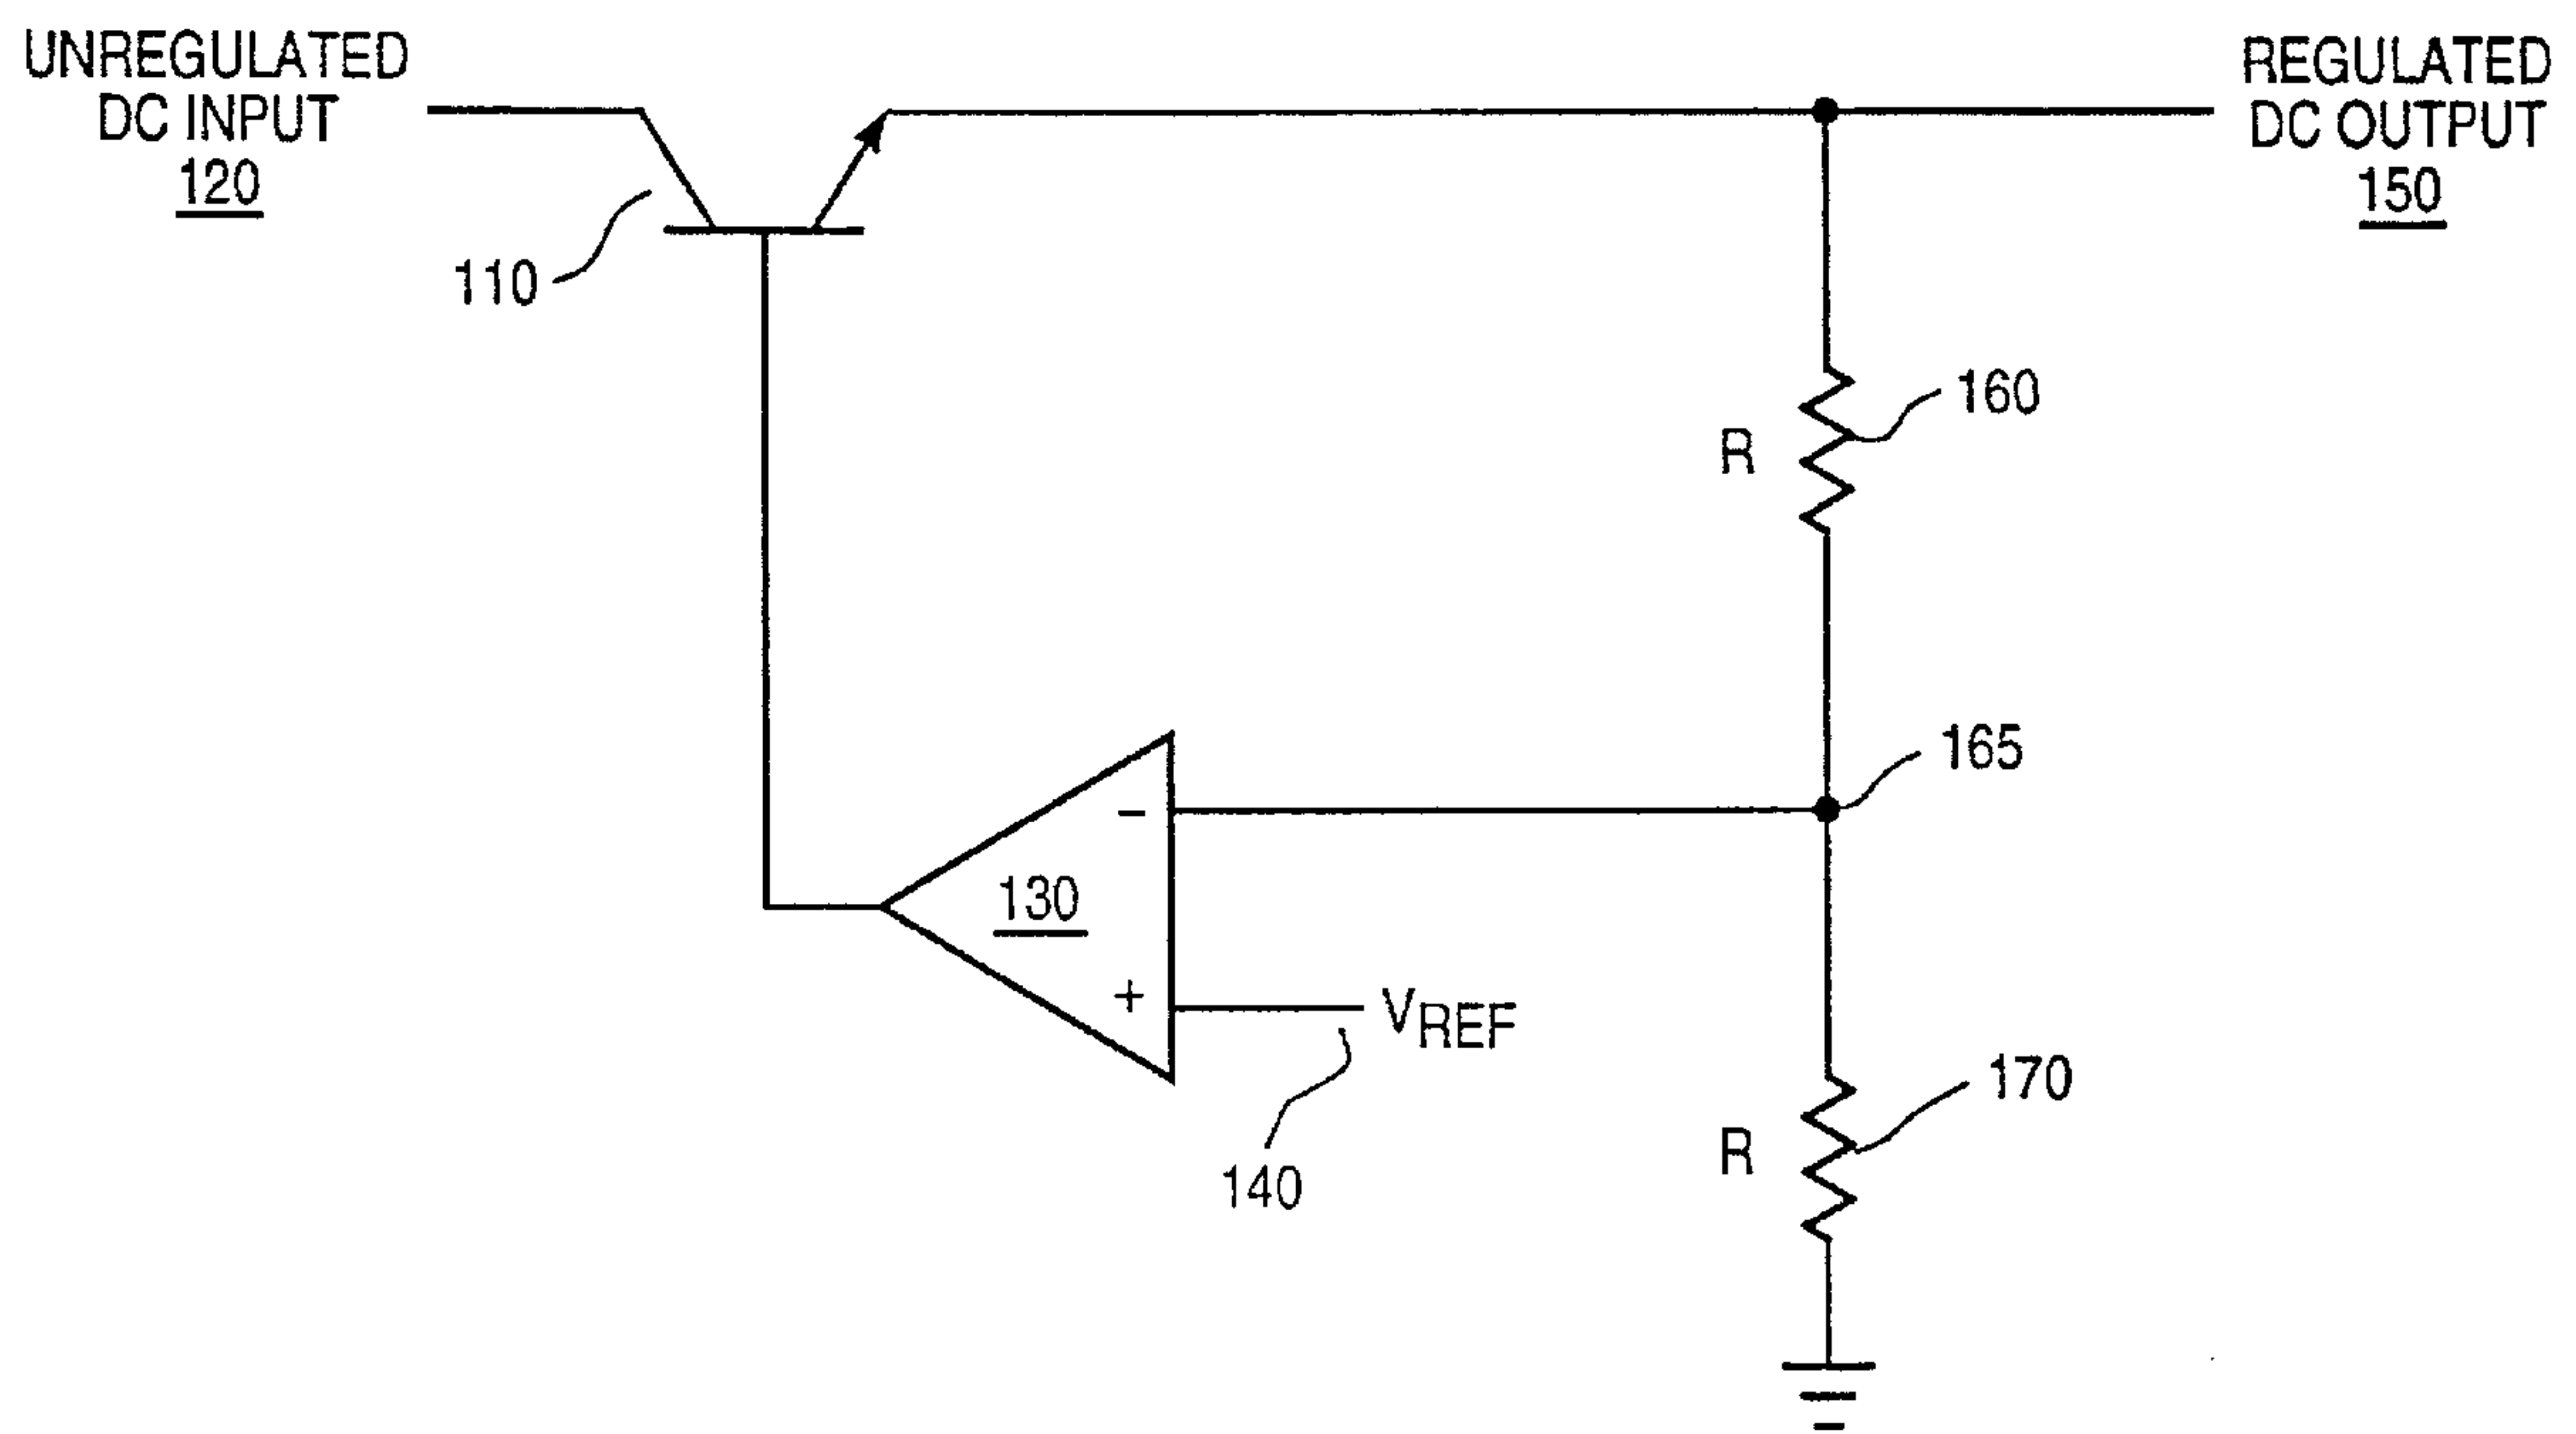 UNREGULATED
DC INPUT
120
REGULATED
DC OUTPUT
150
110
160
R
165
-
130
+
VREF
140
170
R